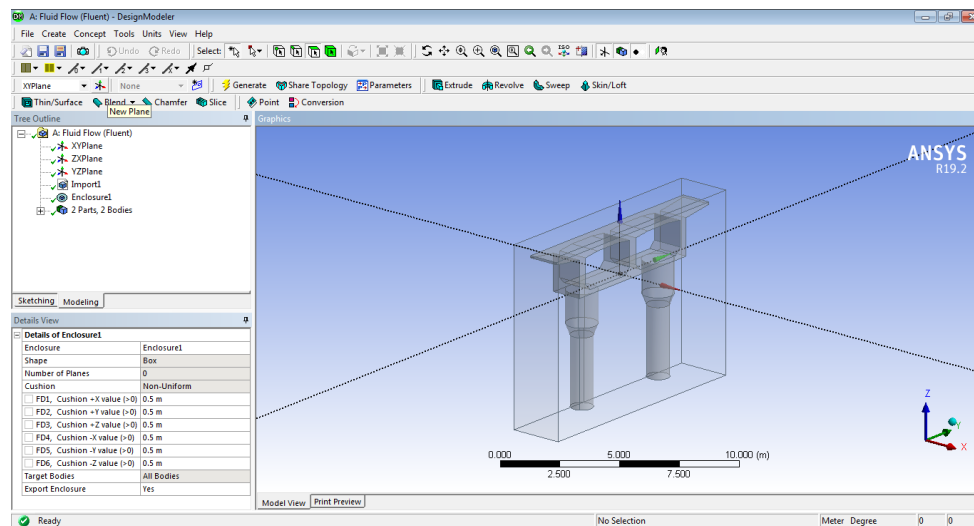 A: Fluid Flow (Fluent) - DesignModeler
File Create Concept Tools Units View Help
Undo Redo Select:
XYPlane None Generate Share Topology Parameters Extrude Revolve Sweep Skin/Loft
Thin/Surface Blend Chamfer Slice Point Conversion
New Plane
Tree Outline
Graphics
A: Fluid Flow (Fluent)
XYPlane
ZXPlane
YZPlane
Import1
Enclosure1
2 Parts, 2 Bodies
ANSYS
R19.2
Sketching Modeling
Details View
Details of Enclosure1
Enclosure Enclosure1
Shape Box
Number of Planes 0
Cushion Non-Uniform
FD1, Cushion +X value (>0) 0.5 m
FD2, Cushion +Y value (>0) 0.5 m
FD3, Cushion +Z value (>0) 0.5 m
FD4, Cushion -X value (>0) 0.5 m
FD5, Cushion -Y value (>0) 0.5 m
FD6, Cushion -Z value (>0) 0.5 m
Target Bodies All Bodies
Export Enclosure Yes
0.000 5.000 10.000 (m)
2.500 7.500
Z
Y
X
Model View Print Preview
Ready No Selection Meter Degree 0 0